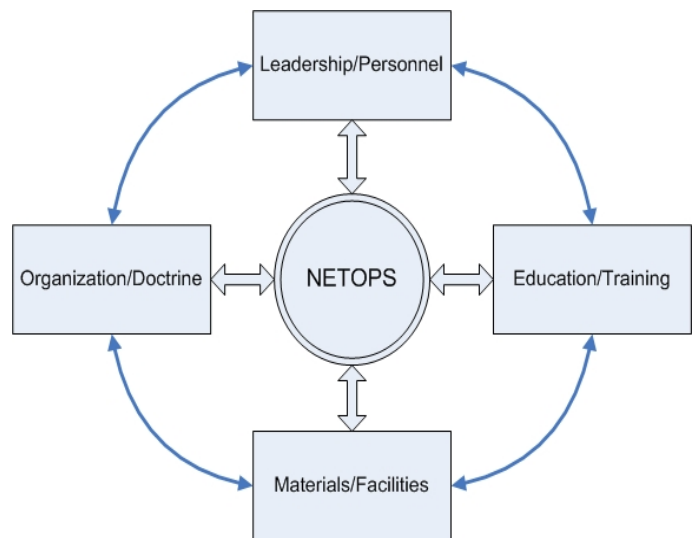 Leadership/Personnel
Organization/Doctrine
NETOPS
Education/Training
Materials/Facilities